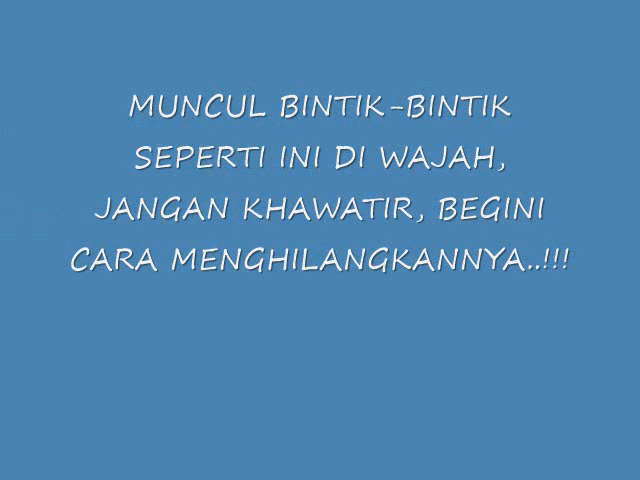 MUNCUL BINTIK-BINTIK
SEPERTI INI DI WAJAH,
JANGAN KHAWATIR, BEGINI
CARA MENGHILANGKANNYA..!!!